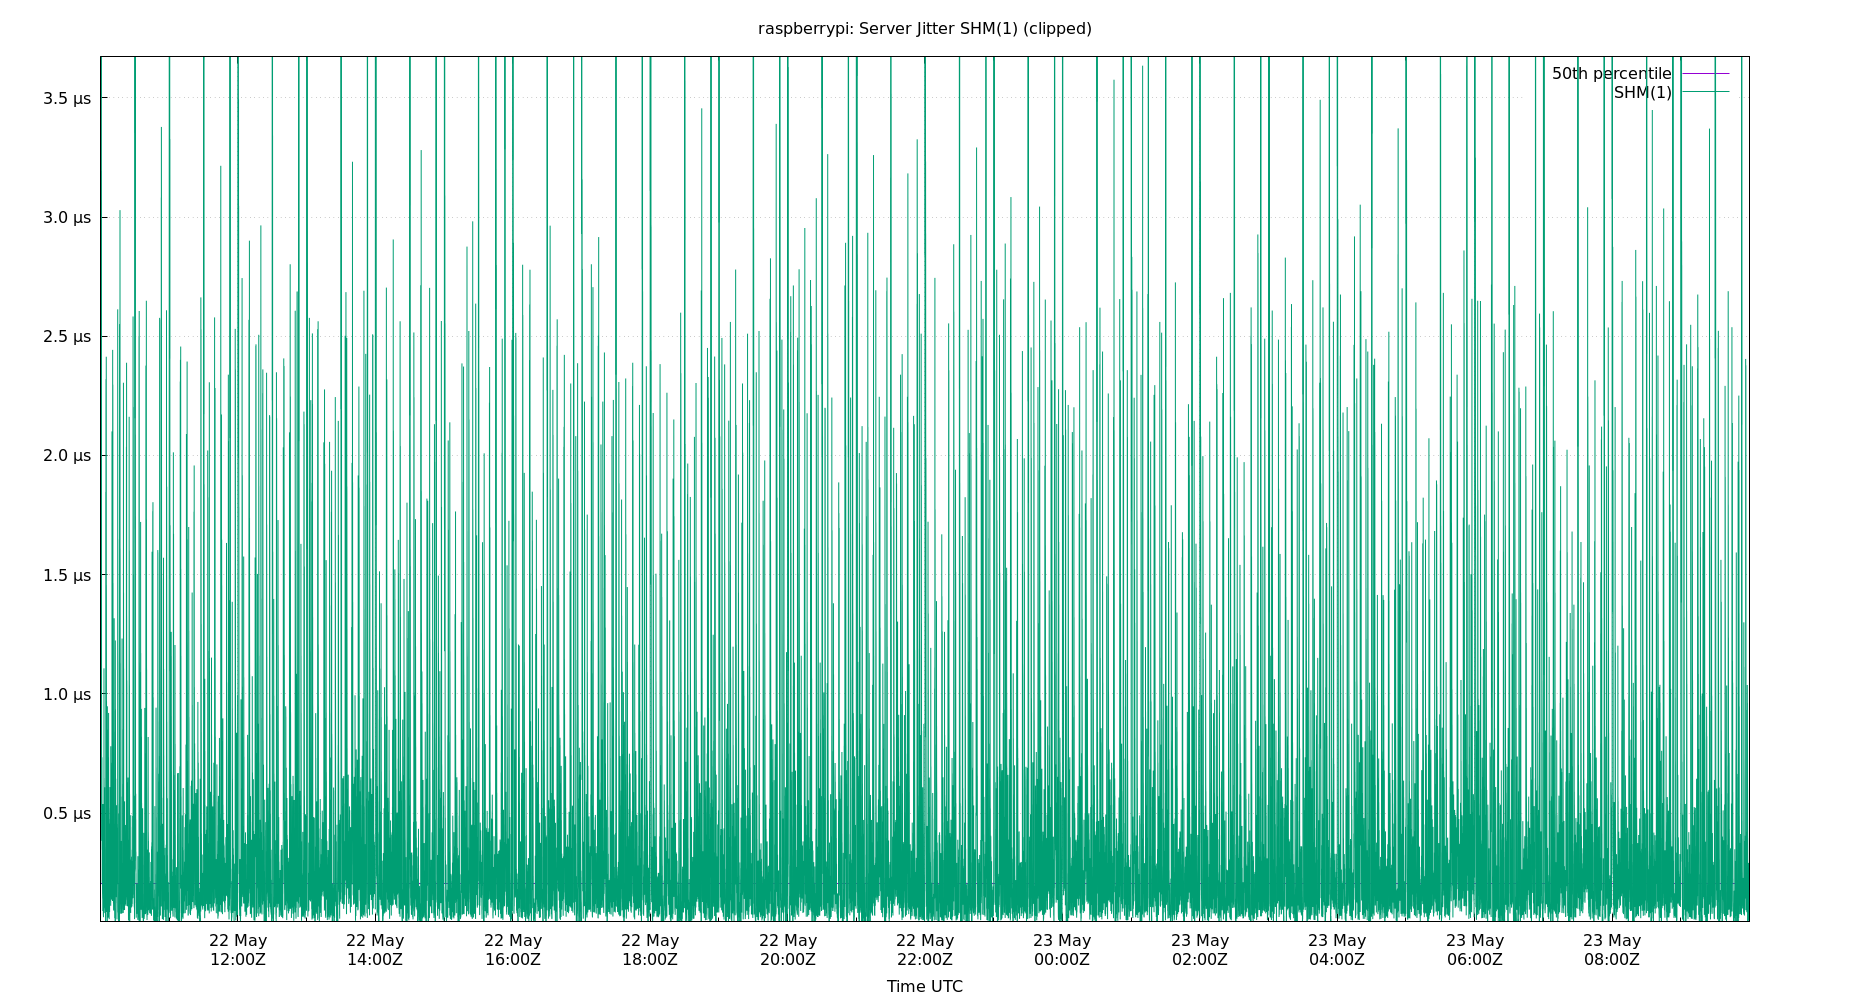 raspberrypi: Server Jitter SHM(1) (clipped)
50th percentile
SHM(1)
3.5 μs
3.0 μs
2.5 μs
2.0 μs
1.5 μs
1.0 μs
0.5 μs
22 May 22 May 22 May 22 May 22 May 22 May 23 May 23 May 23 May 23 May 23 May
12:00Z 14:00Z 16:00Z 18:00Z 20:00Z 22:00Z 00:00Z 02:00Z 04:00Z 06:00Z 08:00Z
Time UTC